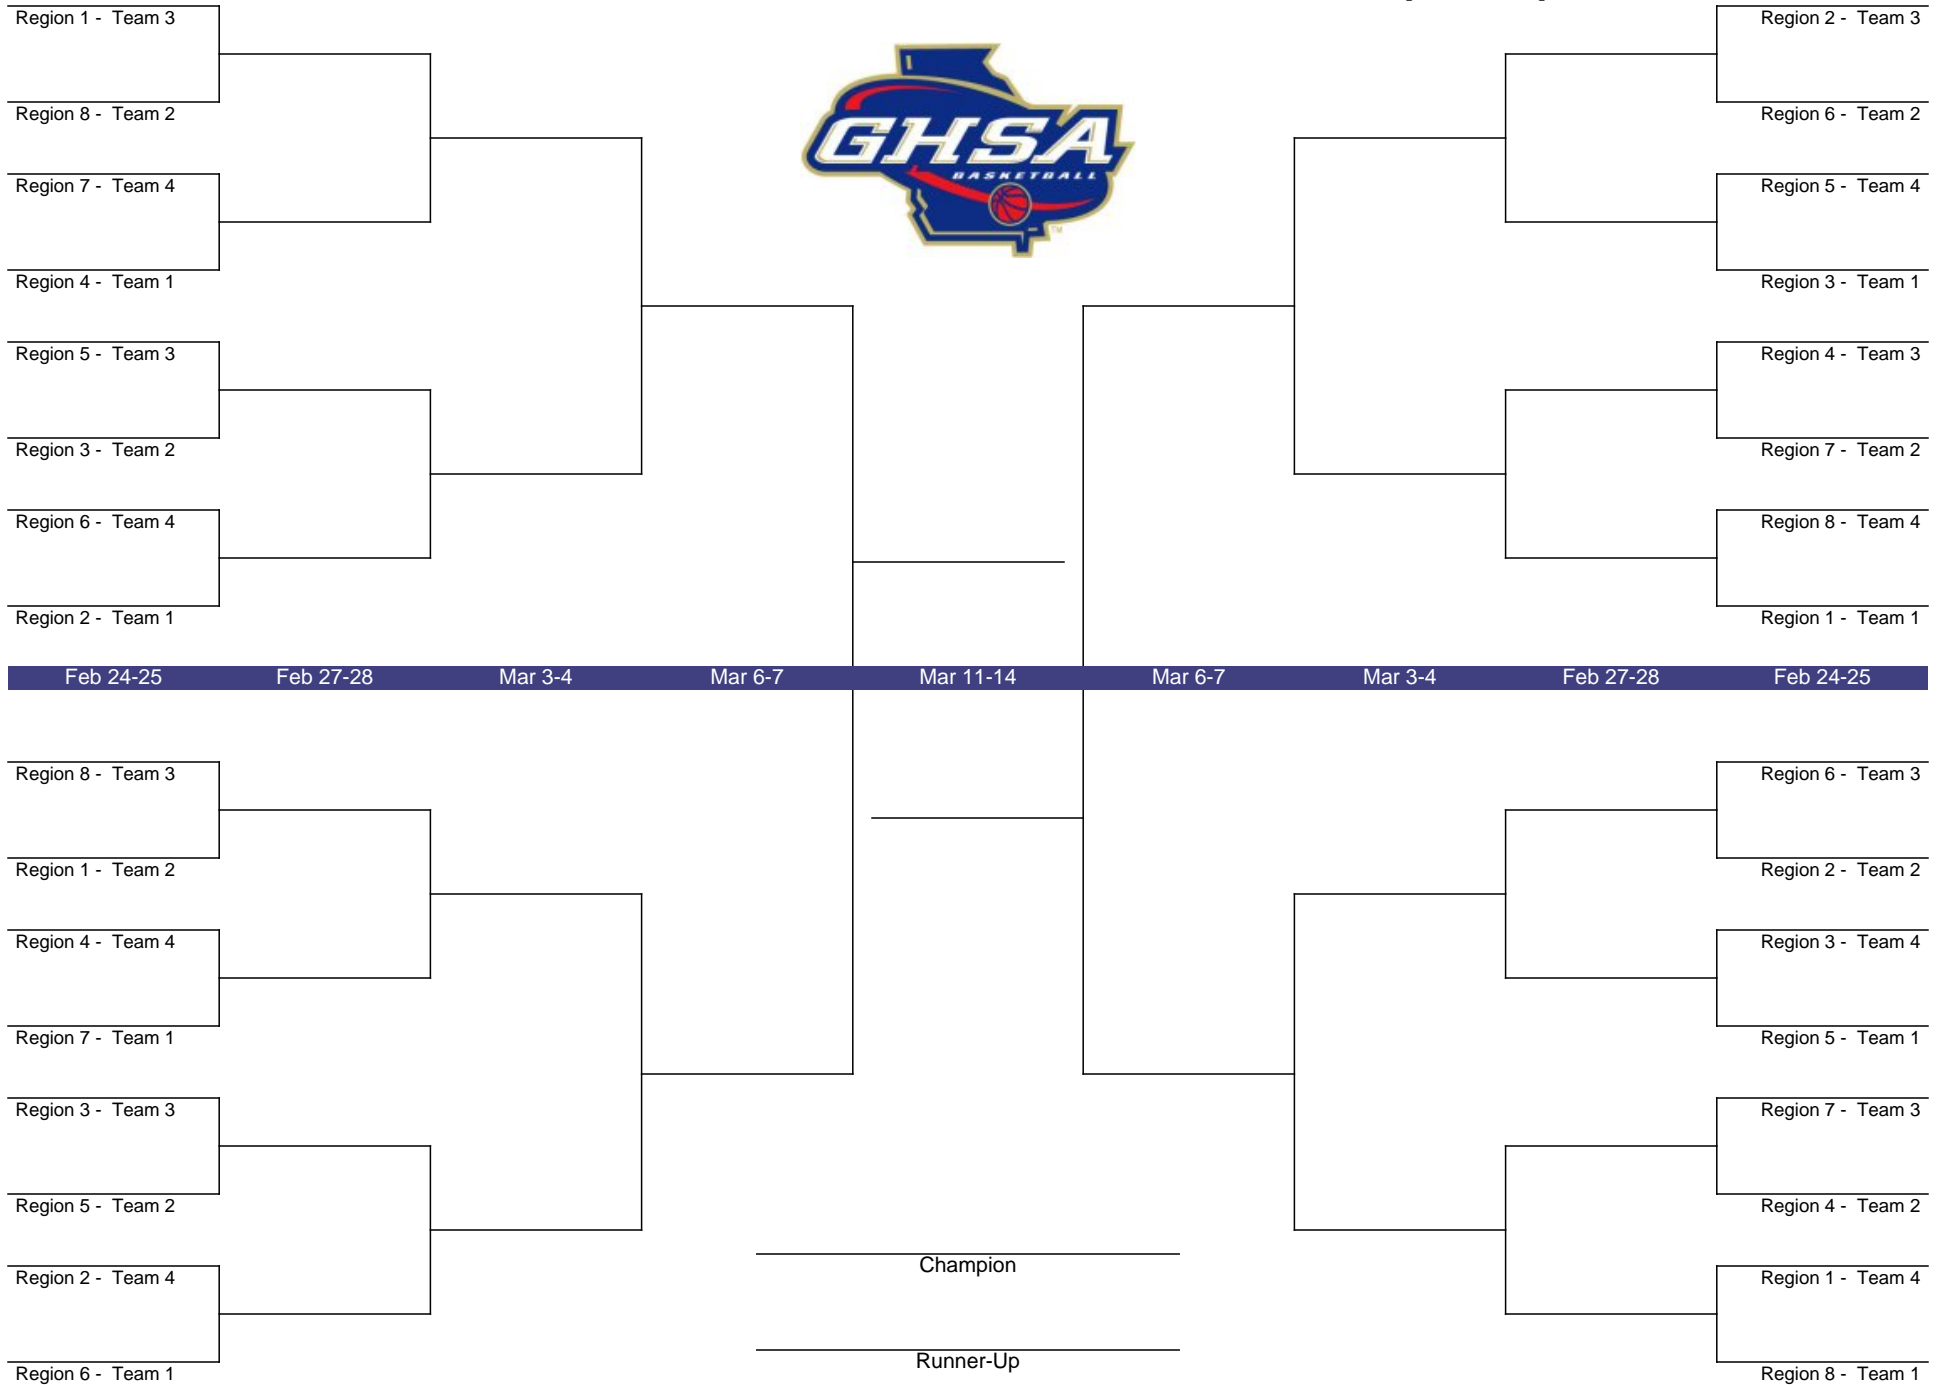 Region 1 - Team 3
Region 8 - Team 2
Region 7 - Team 4
Region 4 - Team 1
Region 5 - Team 3
Region 3 - Team 2
Region 6 - Team 4
Region 2 - Team 1
GHSA
BASKETBALL
TM
Region 2 - Team 3
Region 6 - Team 2
Region 5 - Team 4
Region 3 - Team 1
Region 4 - Team 3
Region 7 - Team 2
Region 8 - Team 4
Region 1 - Team 1
Feb 24-25 Feb 27-28 Mar 3-4 Mar 6-7 Mar 11-14 Mar 6-7 Mar 3-4 Feb 27-28 Feb 24-25
Region 8 - Team 3
Region 1 - Team 2
Region 4 - Team 4
Region 7 - Team 1
Region 3 - Team 3
Region 5 - Team 2
Region 2 - Team 4
Region 6 - Team 1
Champion
Runner-Up
Region 6 - Team 3
Region 2 - Team 2
Region 3 - Team 4
Region 5 - Team 1
Region 7 - Team 3
Region 4 - Team 2
Region 1 - Team 4
Region 8 - Team 1